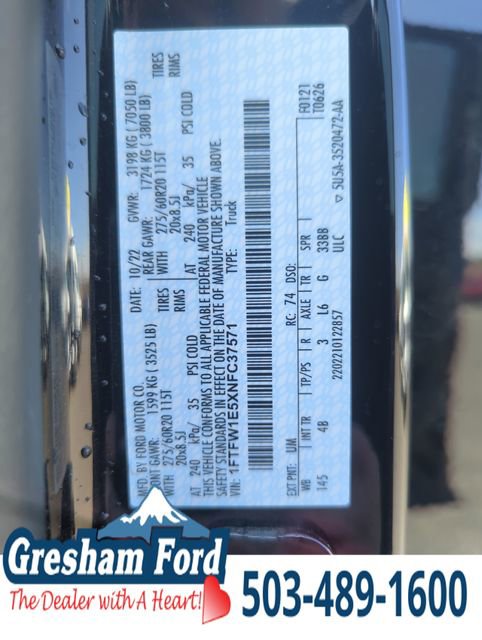 MFD. BY FORD MOTOR CO.
DATE: 10/22 GVWR: 3198 KG ( 7050 LB)
1599 KG ( 3525 LB) REAR GAWR: 1724 KG ( 3800 LB)
WITH 275/60R20 115T TIRES WITH 275/60R20 115T TIRES
20x8.5J RIMS 20x8.5J RIMS
AT 240 kPa/ 35 PSI COLD AT 240 kPa/ 35 PSI COLD
THIS VEHICLE CONFORMS TO ALL APPLICABLE FEDERAL MOTOR VEHICLE
SAFETY STANDARDS IN EFFECT ON THE DATE OF MANUFACTURE SHOWN ABOVE.
VIN: 1FTFW1E5XNFC37571 TYPE: Truck
F0121
T0626
EXT PNT: UM RC: 74 DSO:
WB INT TR TP/PS R AXLE TR SPR
145 4B 3 L6 G 33BB
ULC
2202210122857 5U5A-3520472-AA
Gresham Ford
The Dealer with A Heart!
503-489-1600